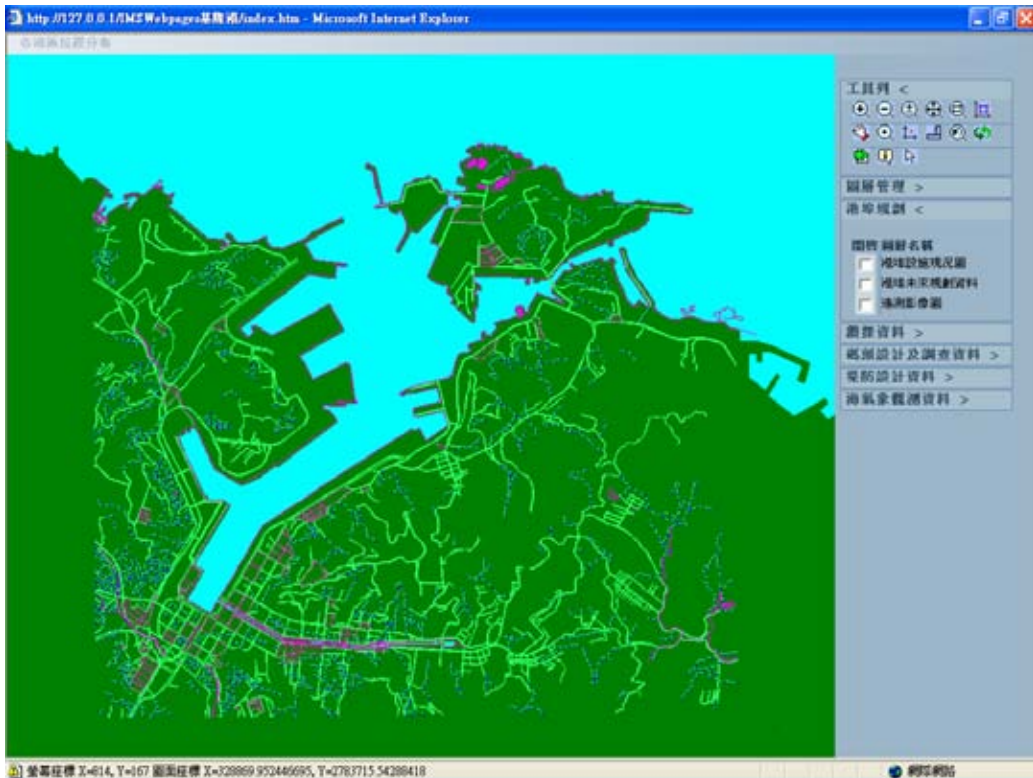 http://127.0.0.1/IMSWebpages基隆港/index.htm - Microsoft Internet Explorer
工具列 <
圖層管理 >
港埠規劃 <
開啟 圖層名稱
港埠設施現況圖
港埠未來規劃資料
遙測影像圖
鑽探資料 >
碼頭設計及調查資料 >
堤防設計資料 >
海氣象觀測資料 >
螢幕座標 X=614, Y=167 圖面座標 X=328869.952446695, Y=2783715.54288418
網際網路